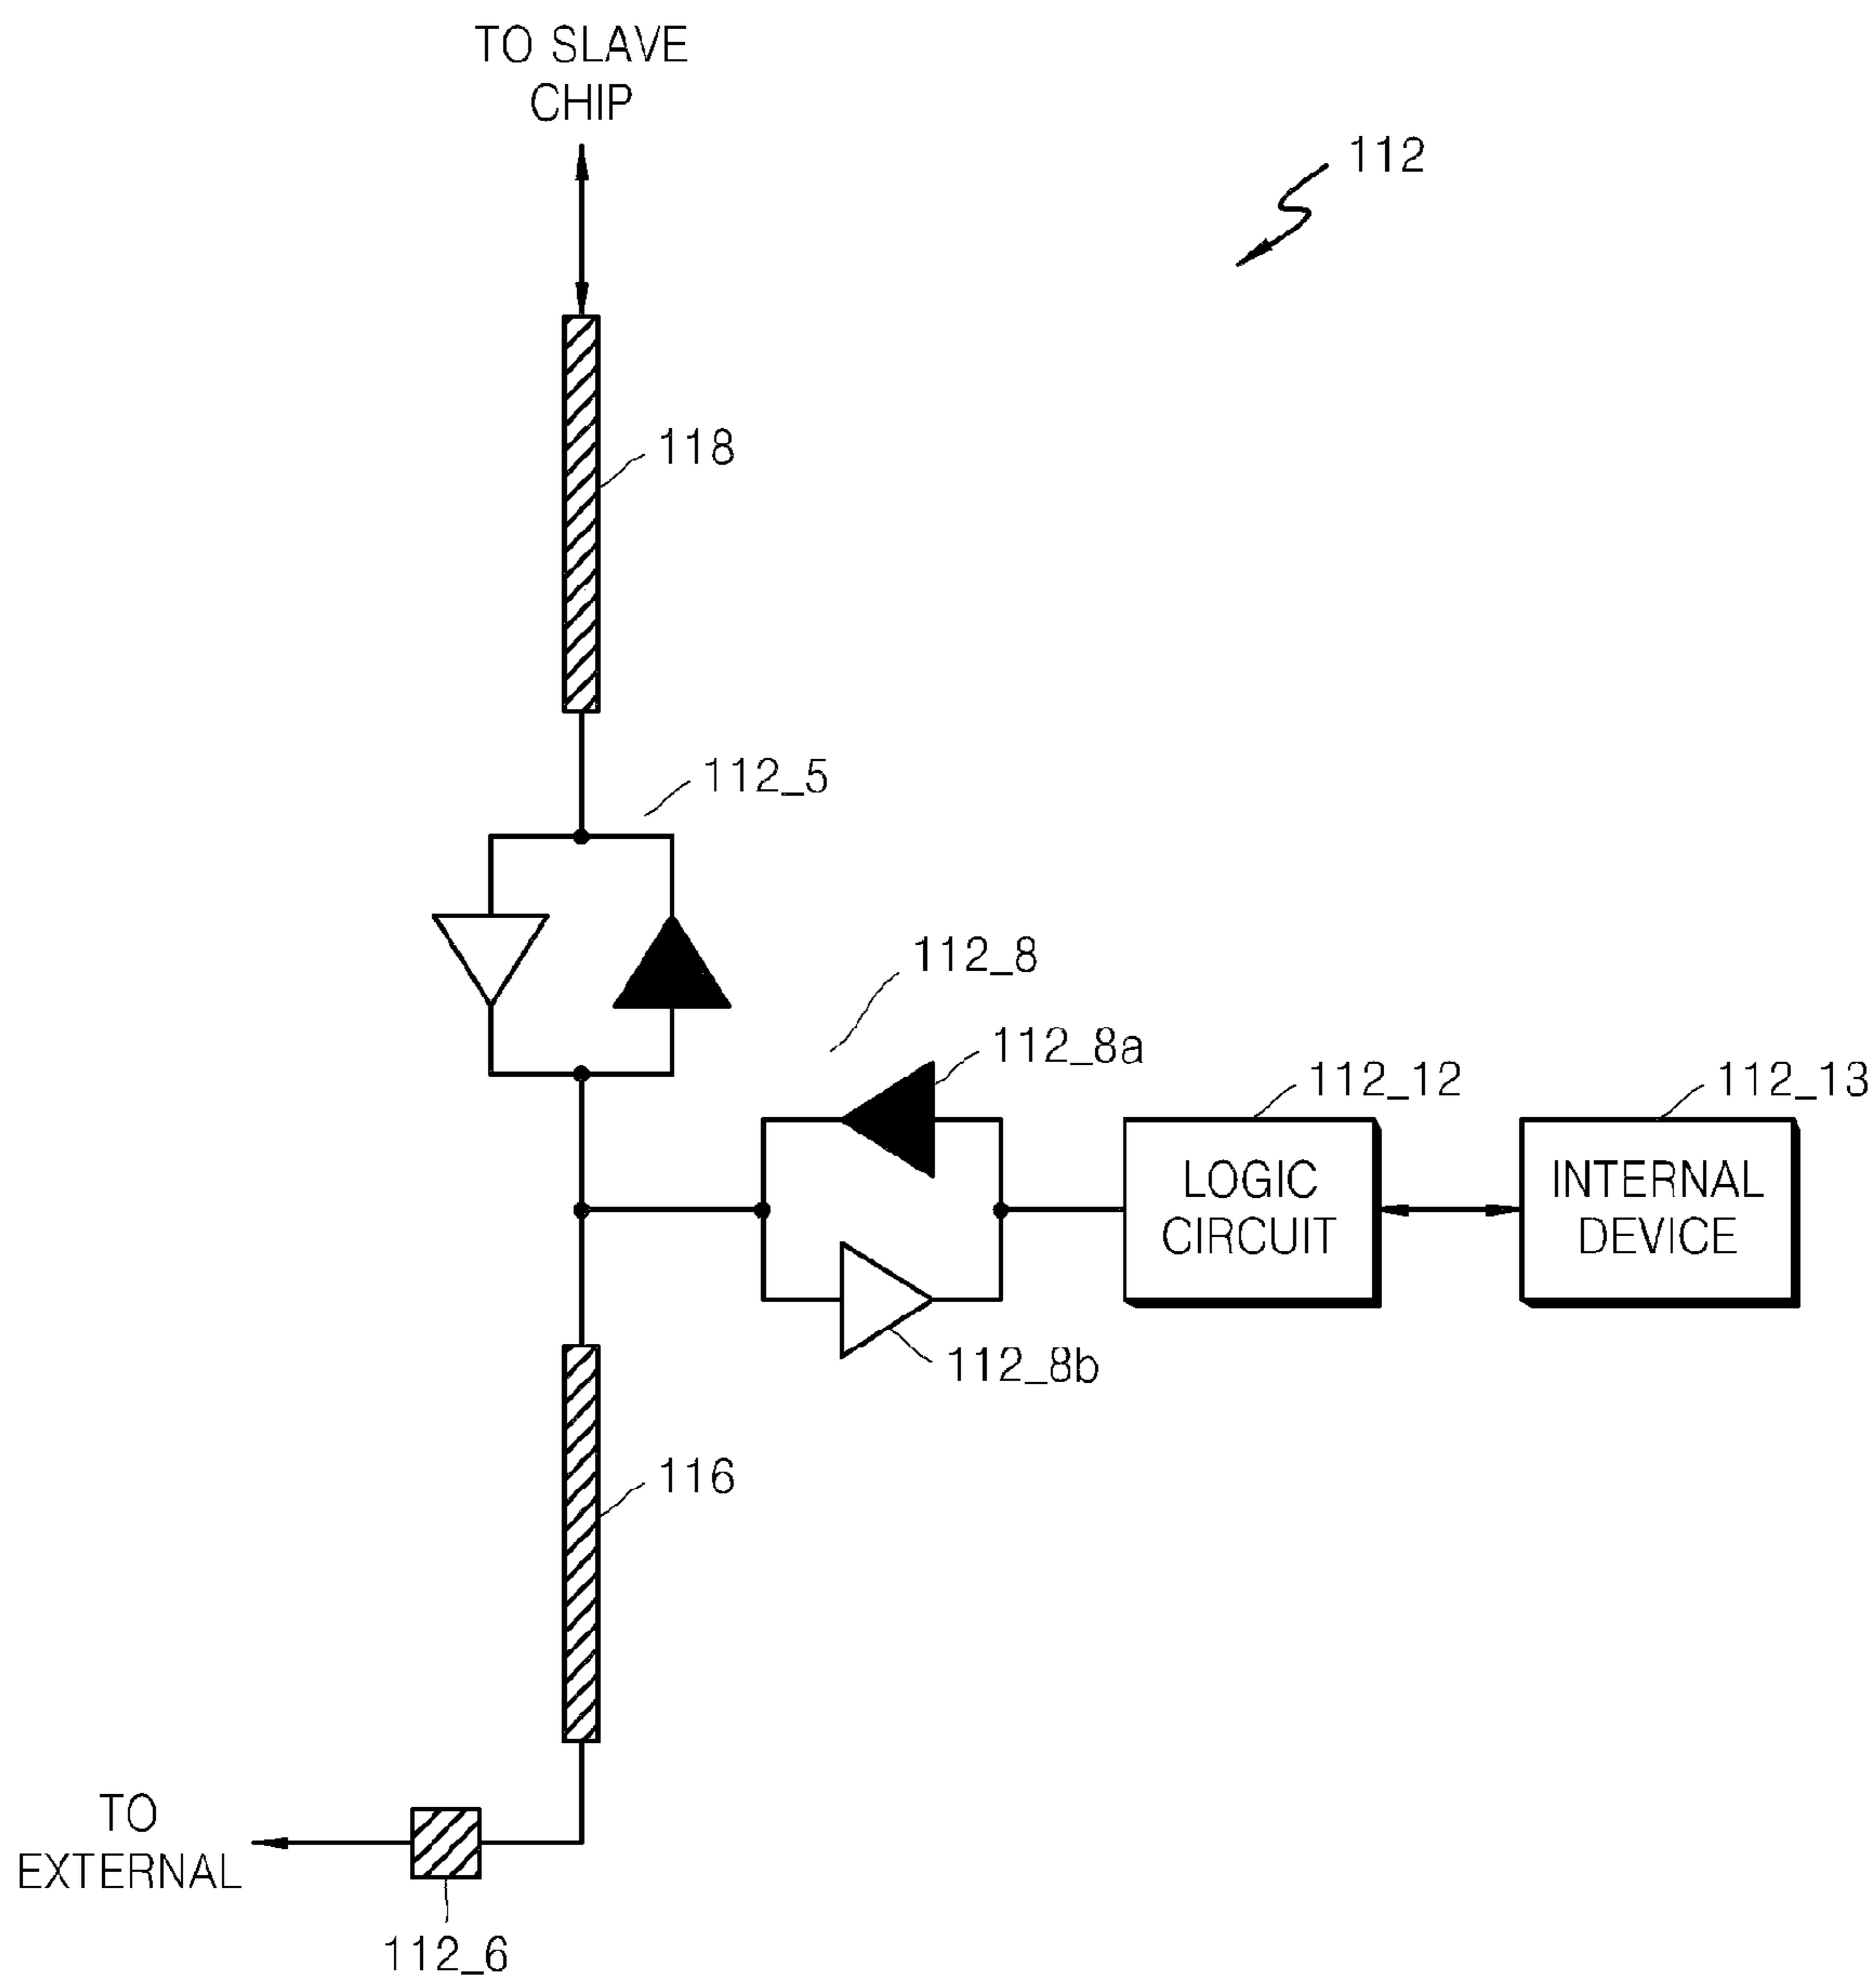 TO SLAVE
CHIP
112
118
112_5
112_8
112_8a
112_12
112_13
LOGIC
CIRCUIT
INTERNAL
DEVICE
112_8b
116
TO
EXTERNAL
112_6